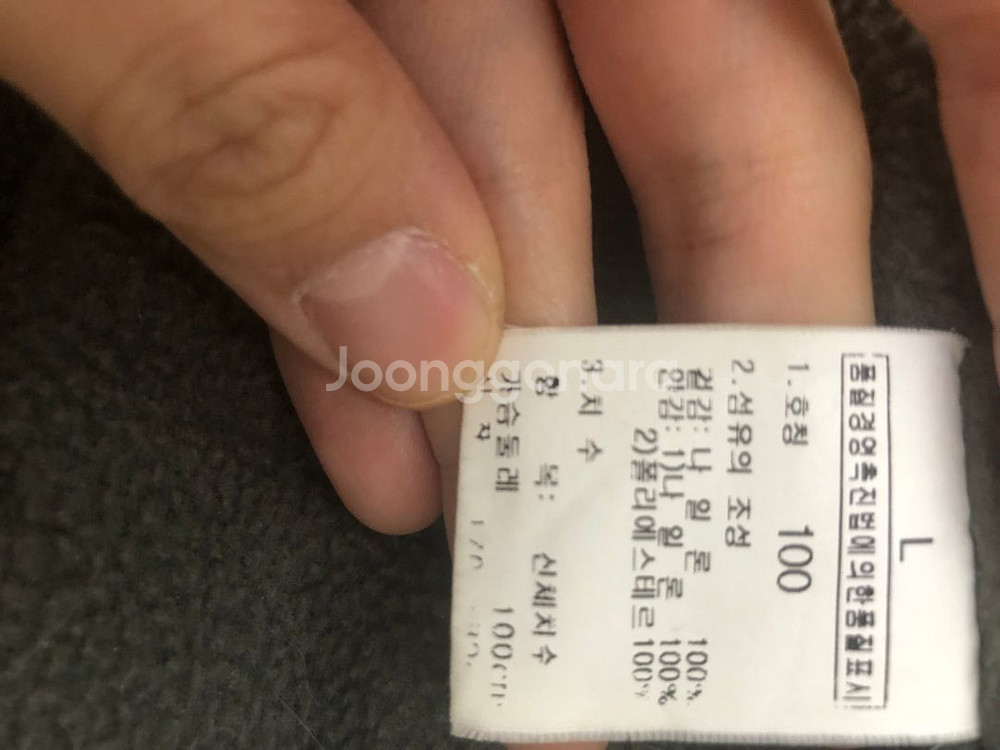 L
품질경영촉진법에의한품질표시
1.호칭 100
2.섬유의 조성
겉감: 나 일 론 100%
안감: 1)나 일 론 100%
2)폴리에스테르 100%
3.치 수
항 목: 신체치수
가슴둘레 100cm
Joonggonara